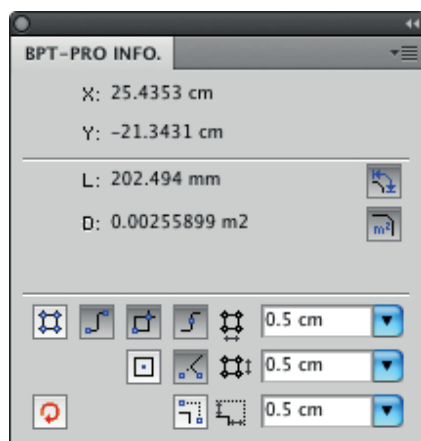 BPT-PRO INFO.
X: 25.4353 cm
Y: -21.3431 cm
L: 202.494 mm
D: 0.00255899 m2
m²
0.5 cm
0.5 cm
0.5 cm